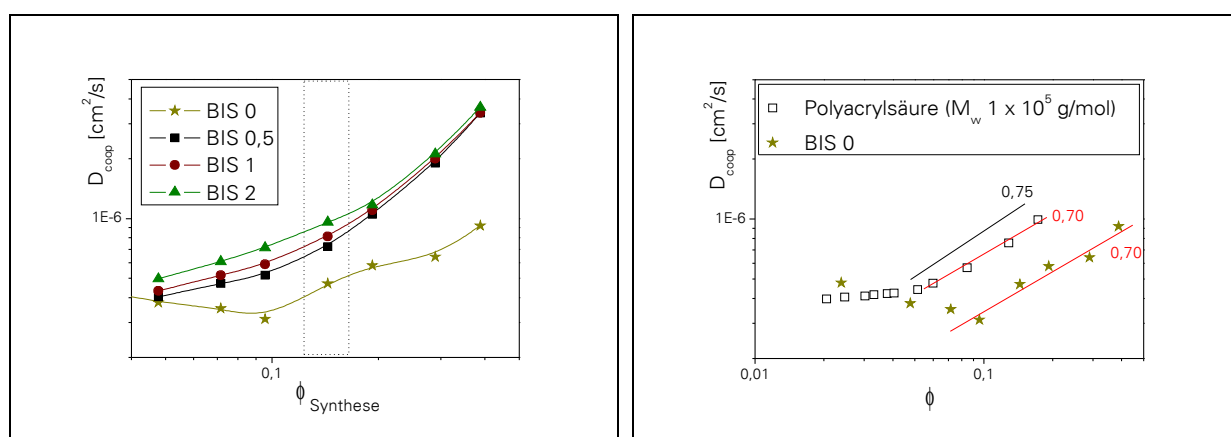 D_coop [cm²/s]
BIS 0
BIS 0,5
BIS 1
BIS 2
1E-6
0,1
ϕ_Synthese
D_coop [cm²/s]
Polyacrylsäure (M_w 1 x 10⁵ g/mol)
BIS 0
0,75
1E-6
0,70
0,70
0,01
0,1
ϕ